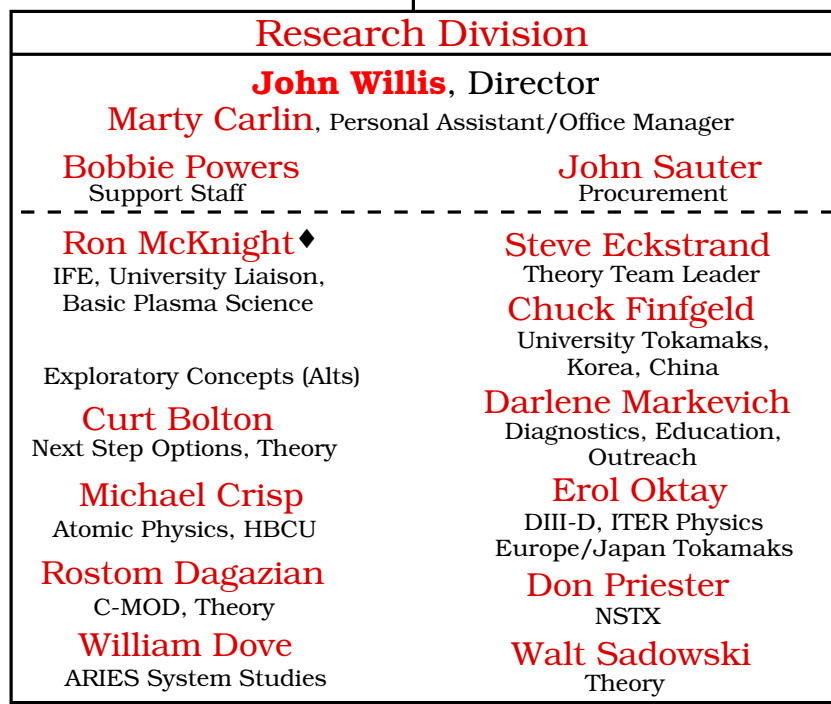 Research Division
John Willis, Director
Marty Carlin, Personal Assistant/Office Manager
Bobbie Powers
Support Staff
John Sauter
Procurement
Ron McKnight♦
IFE, University Liaison,
Basic Plasma Science
Exploratory Concepts (Alts)
Curt Bolton
Next Step Options, Theory
Michael Crisp
Atomic Physics, HBCU
Rostom Dagazian
C-MOD, Theory
William Dove
ARIES System Studies
Steve Eckstrand
Theory Team Leader
Chuck Finfgeld
University Tokamaks,
Korea, China
Darlene Markevich
Diagnostics, Education,
Outreach
Erol Oktay
DIII-D, ITER Physics
Europe/Japan Tokamaks
Don Priester
NSTX
Walt Sadowski
Theory